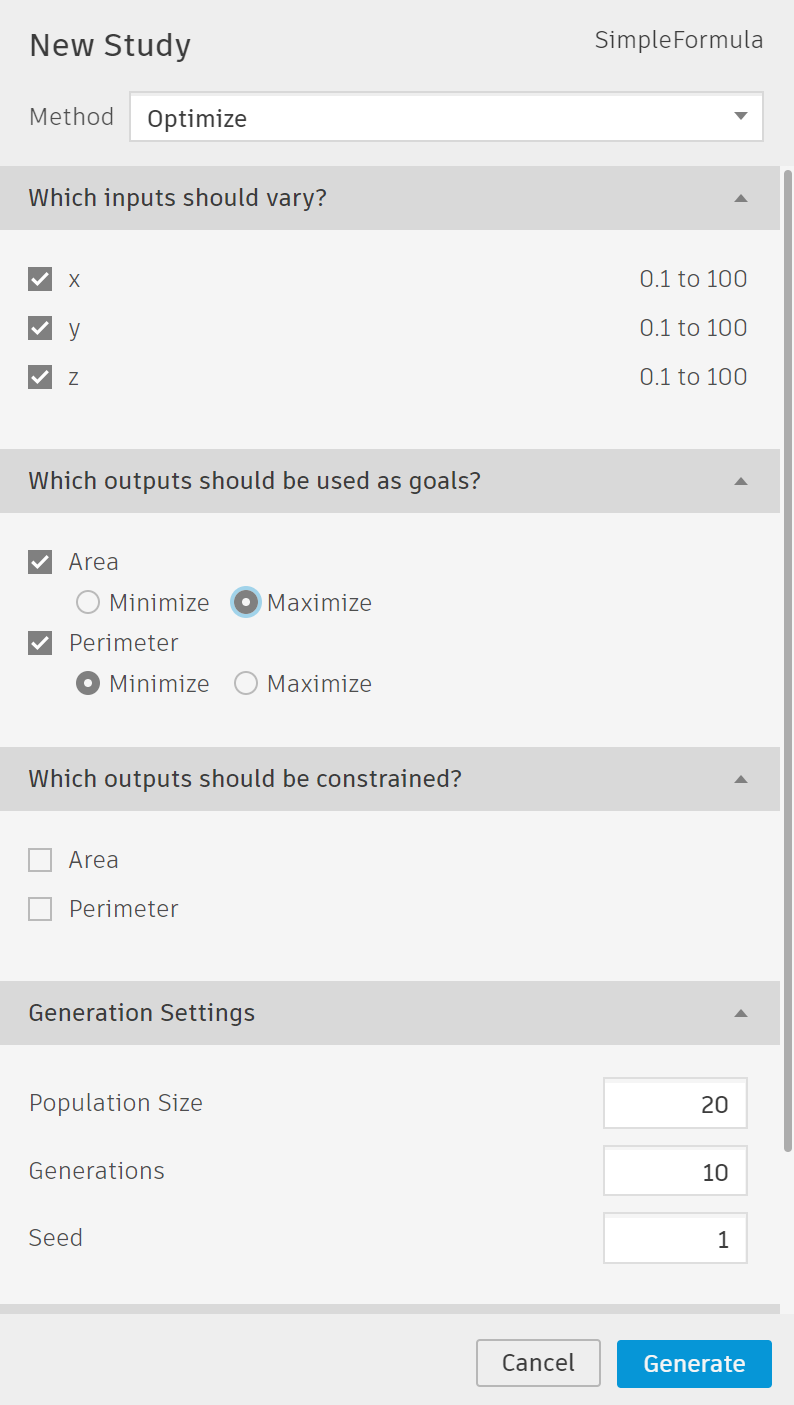 New Study
SimpleFormula
Method Optimize
Which inputs should vary?
x 0.1 to 100
y 0.1 to 100
z 0.1 to 100
Which outputs should be used as goals?
Area
Minimize Maximize
Perimeter
Minimize Maximize
Which outputs should be constrained?
Area
Perimeter
Generation Settings
Population Size 20
Generations 10
Seed 1
Cancel Generate